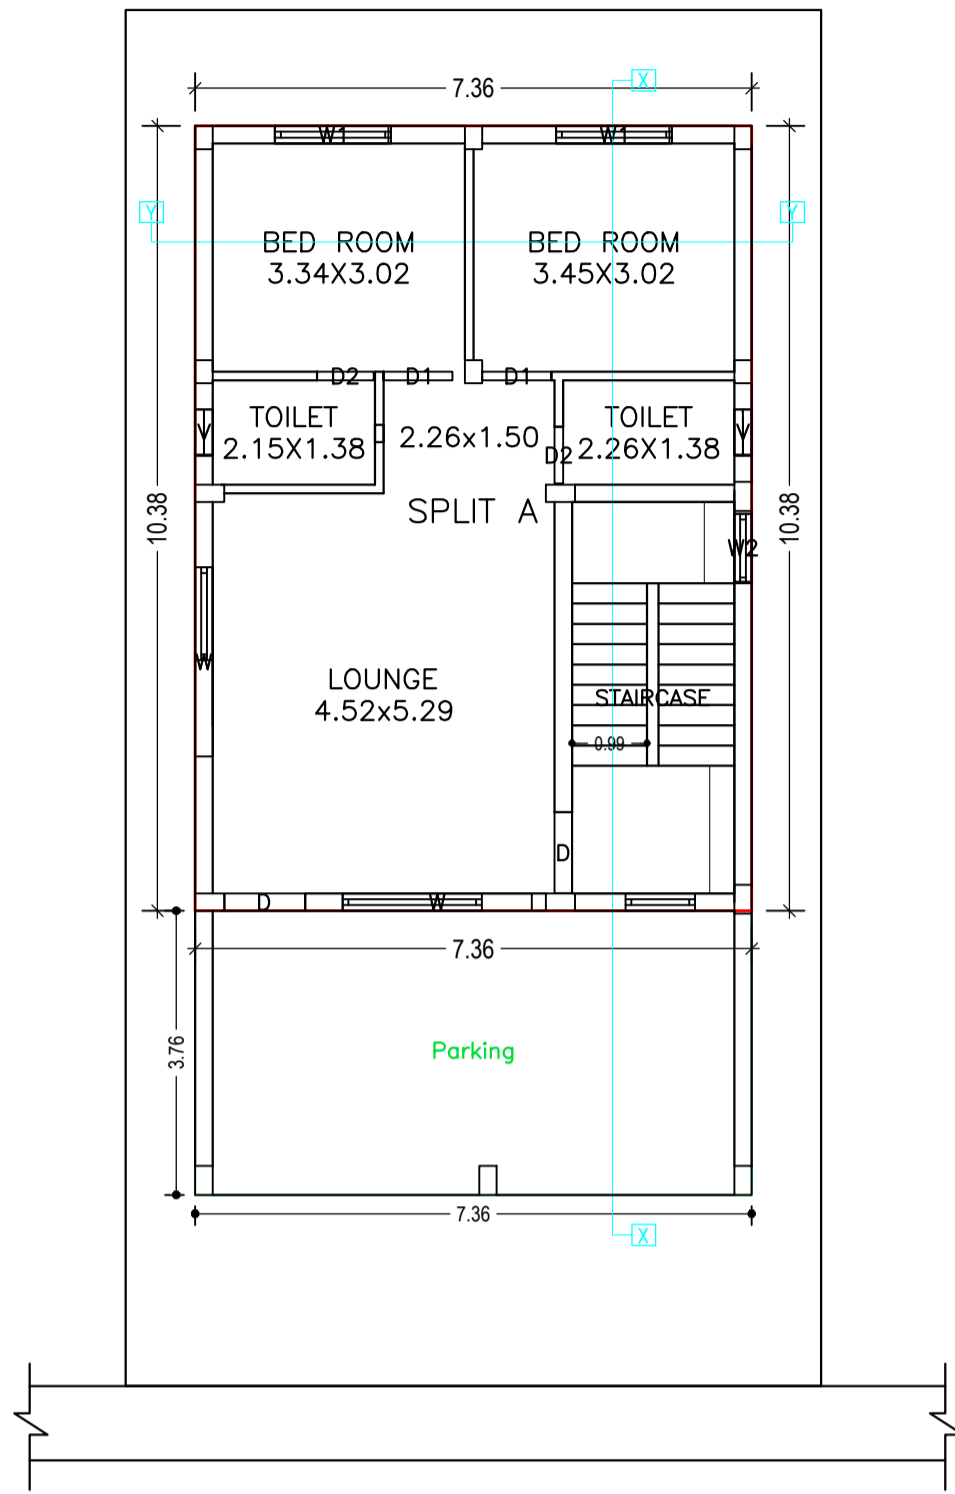 X
7.36
W1
W1
Y
Y
BED ROOM
3.34X3.02
BED ROOM
3.45X3.02
D2
D1
D1
TOILET
2.15X1.38
2.26x1.50
TOILET
2.26X1.38
V
V
D2
SPLIT A
10.38
10.38
W2
W
LOUNGE
4.52x5.29
STAIRCASE
0.99
D
D
W
7.36
3.76
Parking
7.36
X